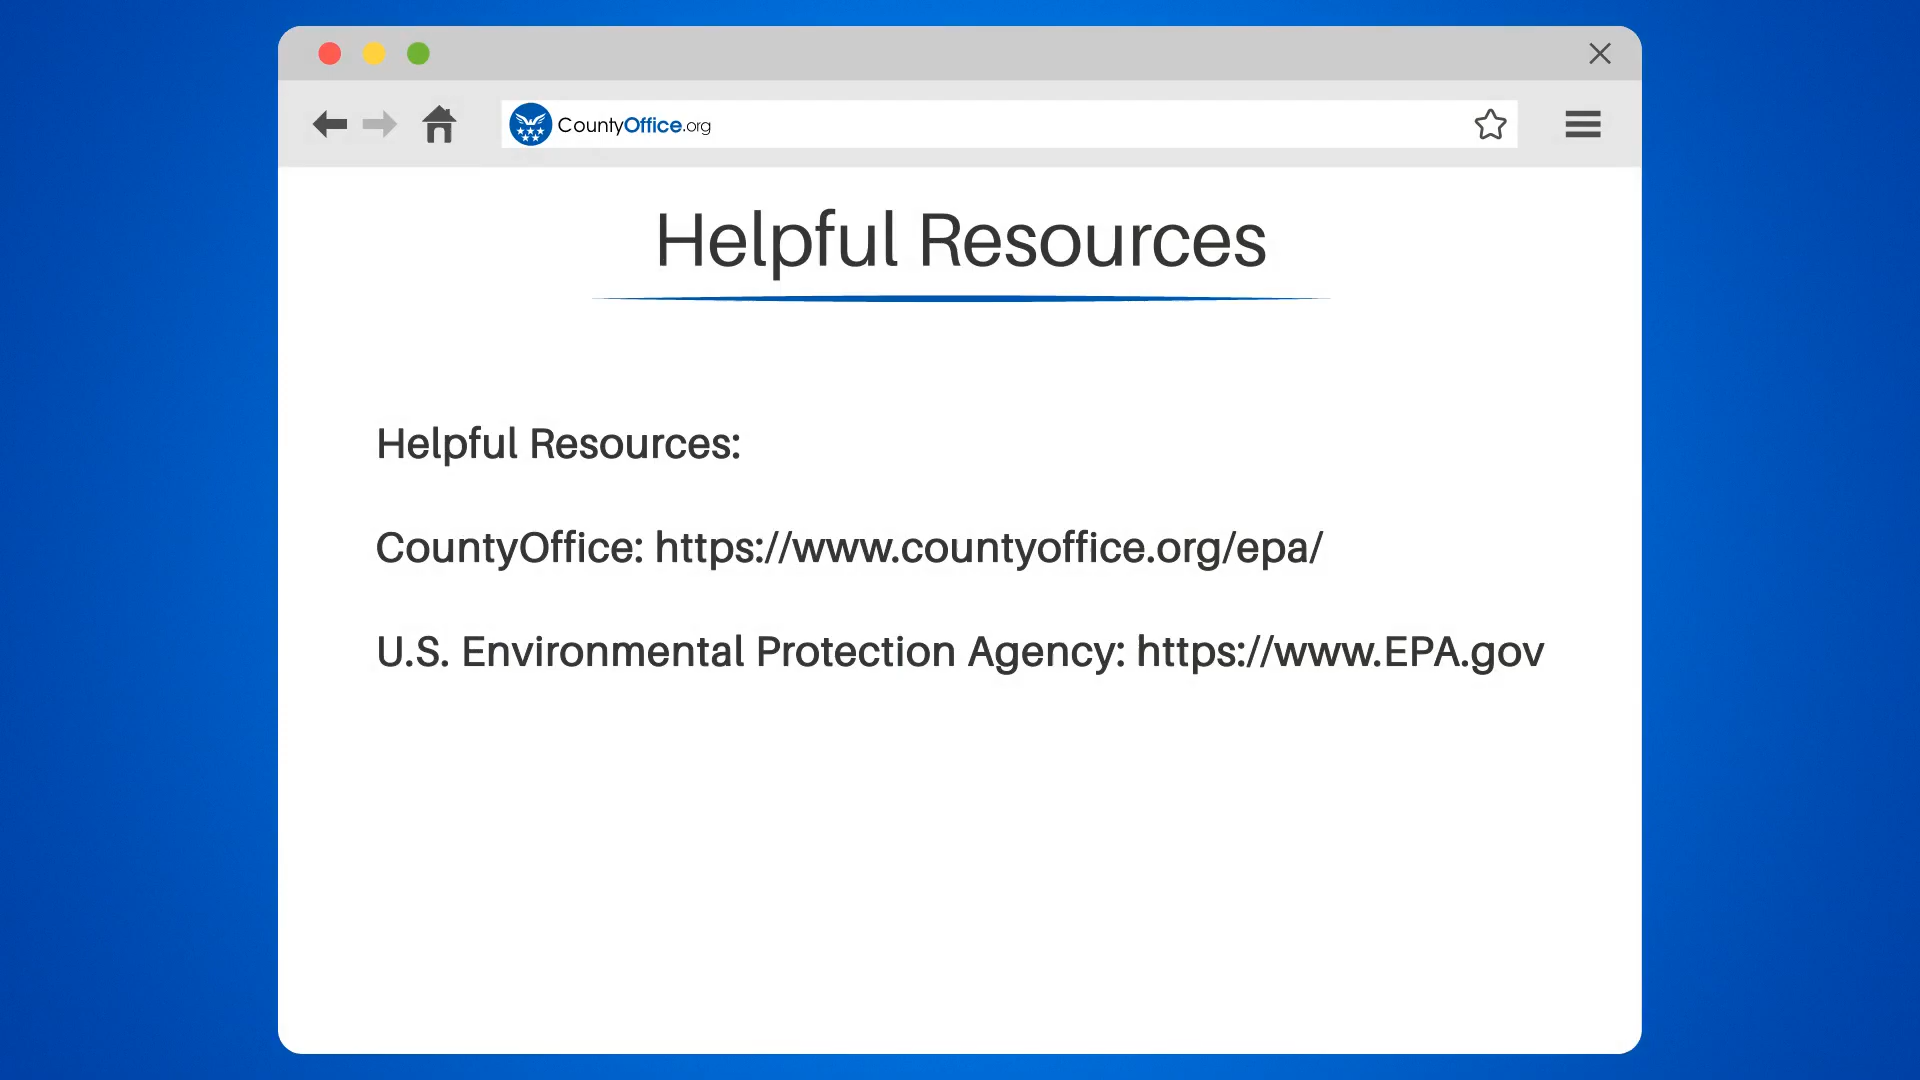 CountyOffice.org
Helpful Resources
Helpful Resources:
CountyOffice: https://www.countyoffice.org/epa/
U.S. Environmental Protection Agency: https://www.EPA.gov